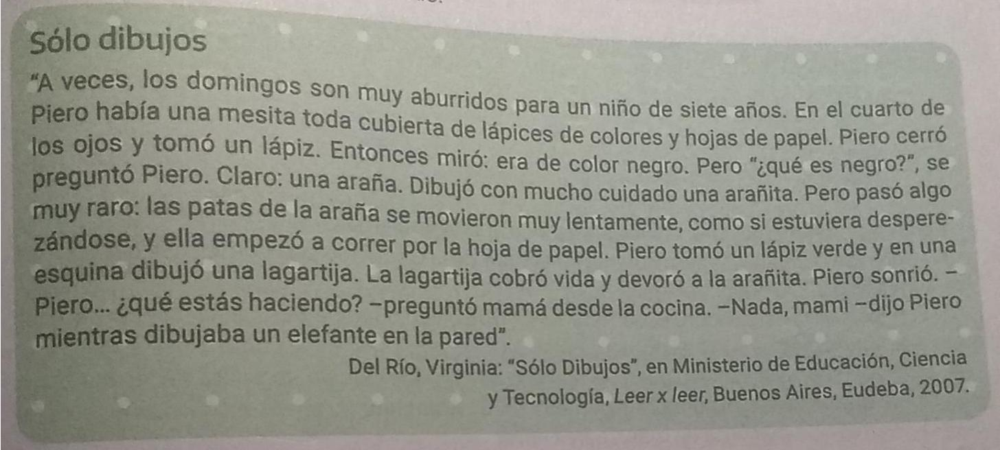 Sólo dibujos
“A veces, los domingos son muy aburridos para un niño de siete años. En el cuarto de
Piero había una mesita toda cubierta de lápices de colores y hojas de papel. Piero cerró
los ojos y tomó un lápiz. Entonces miró: era de color negro. Pero “¿qué es negro?”, se
preguntó Piero. Claro: una araña. Dibujó con mucho cuidado una arañita. Pero pasó algo
muy raro: las patas de la araña se movieron muy lentamente, como si estuviera despere-
zándose, y ella empezó a correr por la hoja de papel. Piero tomó un lápiz verde y en una
esquina dibujó una lagartija. La lagartija cobró vida y devoró a la arañita. Piero sonrió. –
Piero... ¿qué estás haciendo? –preguntó mamá desde la cocina. –Nada, mami –dijo Piero
mientras dibujaba un elefante en la pared”.
Del Río, Virginia: “Sólo Dibujos”, en Ministerio de Educación, Ciencia
y Tecnología, Leer x leer, Buenos Aires, Eudeba, 2007.